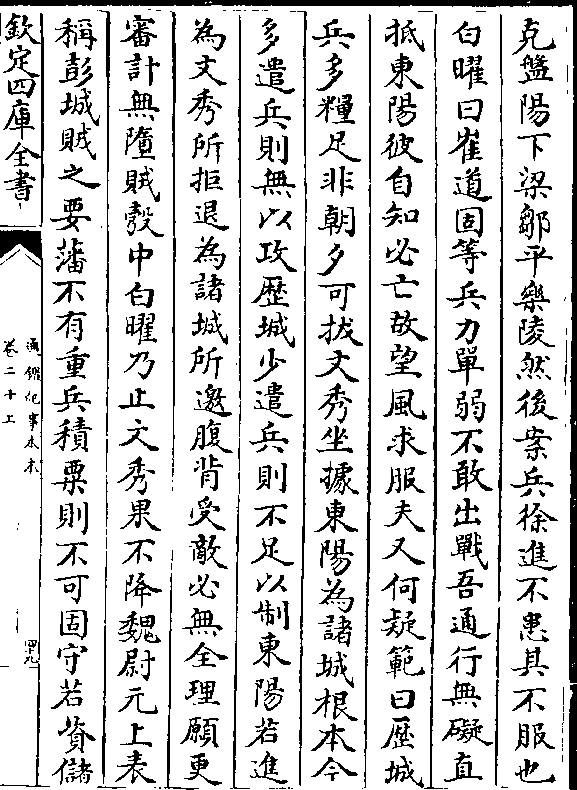 克盤陽下梁鄒平樂陵然後案兵徐進不患其不服也
白曜曰崔道固等兵力單弱不敢出戰吾通行無礙直
抵東陽彼自知必亡故望風求服夫又何疑範曰歴城
兵多糧足非朝夕可拔文秀坐據東陽為諸城根本今
多遣兵則無以攻歴城少遣兵則不足以制東陽若進
為文秀所拒退為諸城所邀腹背受敵必無全理願更
審計無墮賊彀中白曜乃止文秀果不降魏尉元上表
稱彭城賊之要藩不有重兵積粟則不可固守若資儲
欽定四庫全書
通鑑紀事本末
卷二十上
四九